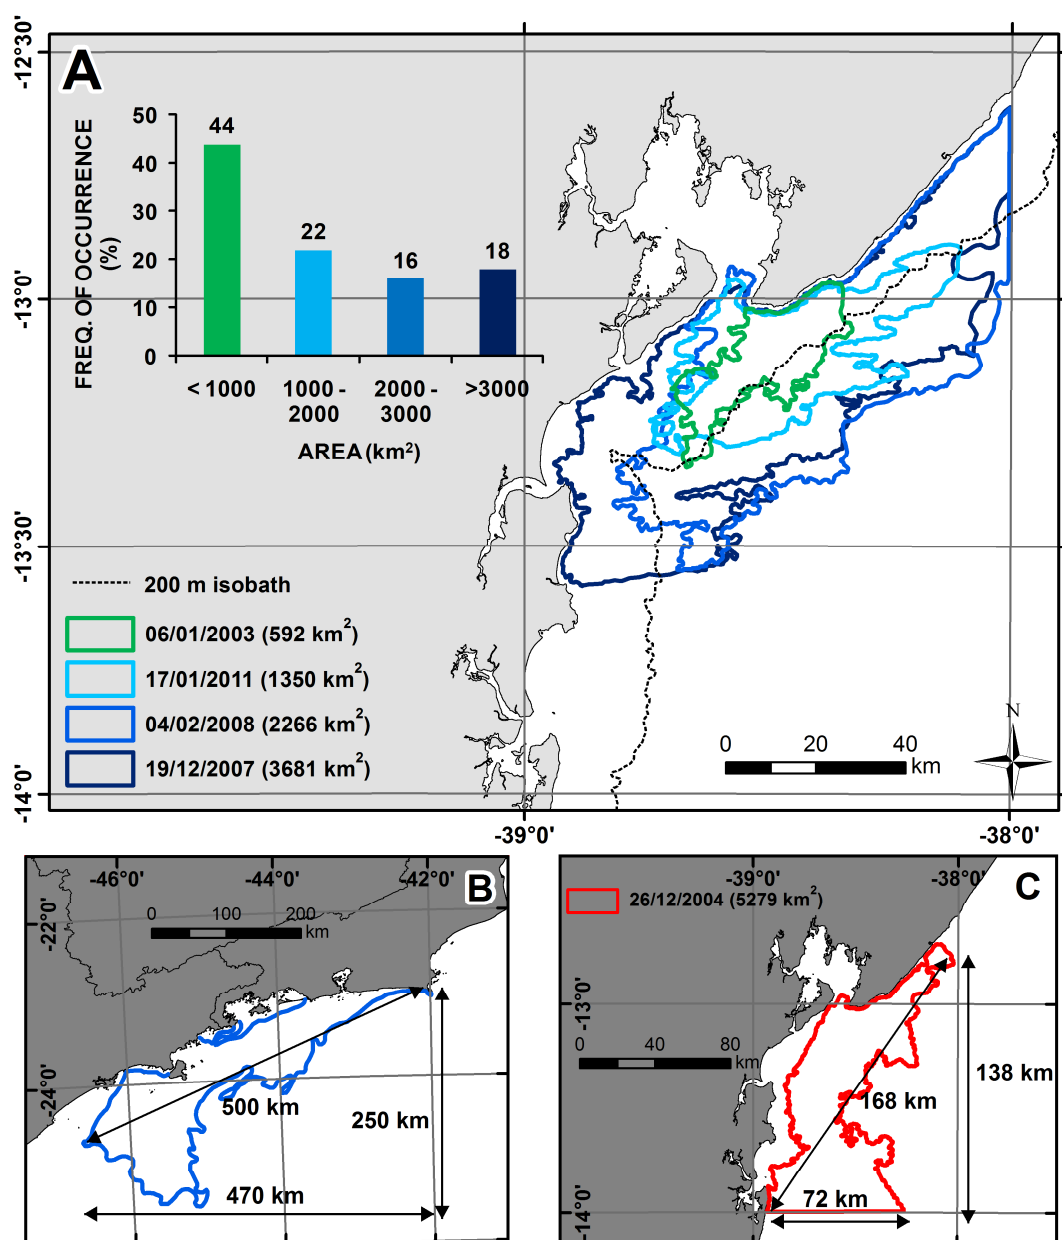 A
FREQ. OF OCCURRENCE
(%)
50
40
30
20
10
0
44
22
16
18
< 1000
1000 -
2000
2000 -
3000
>3000
AREA (km²)
-12°30'
-13°0'
-13°30'
-14°0'
200 m isobath
06/01/2003 (592 km²)
17/01/2011 (1350 km²)
04/02/2008 (2266 km²)
19/12/2007 (3681 km²)
N
0 20 40
km
-39°0' -38°0'
B
-46°0' -44°0' -42°0'
-22°0'
-24°0'
0 100 200
km
500 km
250 km
470 km
C
-39°0' -38°0'
26/12/2004 (5279 km²)
-13°0'
-14°0'
0 40 80
km
138 km
168 km
72 km